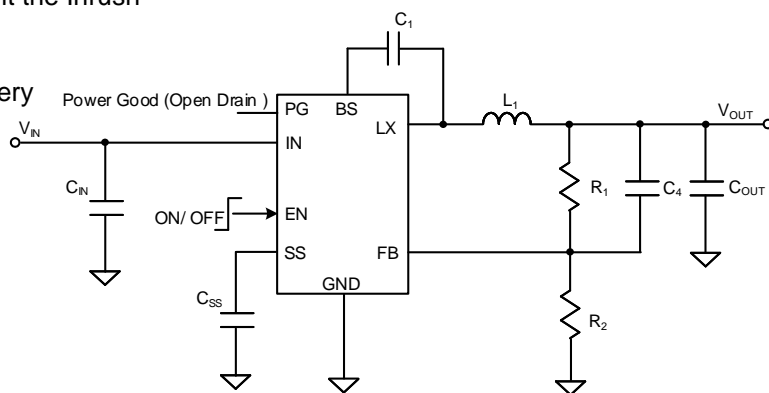 it the Inrush
ery
Power Good (Open Drain )
C1
PG
BS
LX
L1
VOUT
VIN
IN
CIN
ON/ OFF
EN
R1
C4
COUT
SS
FB
GND
CSS
R2